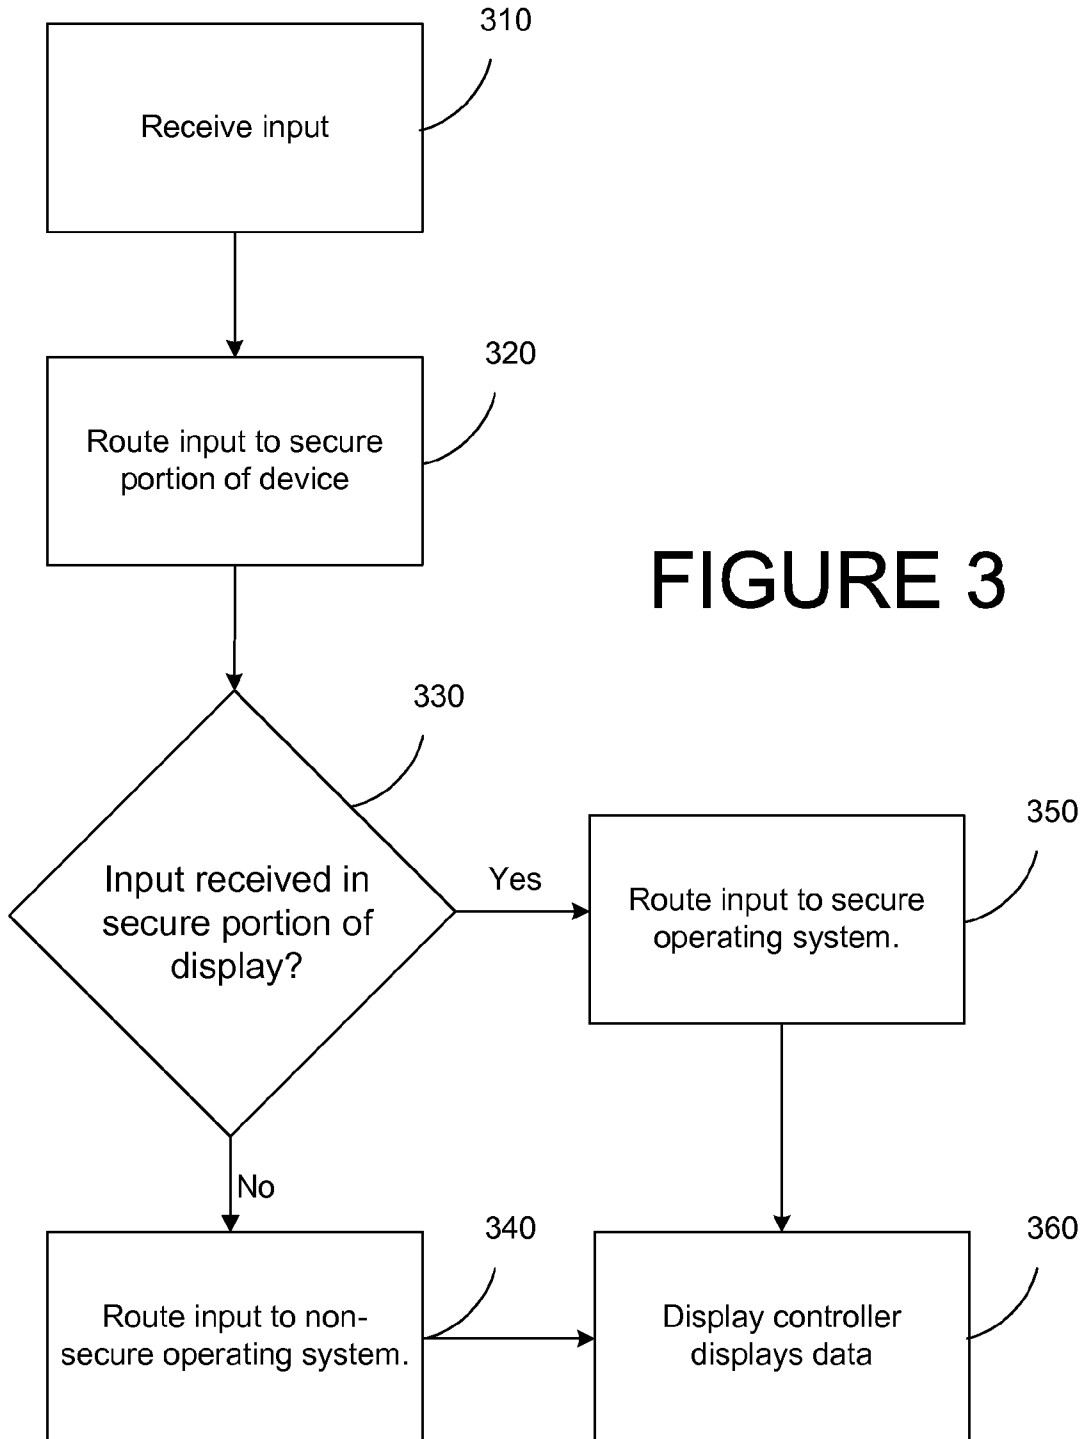 310
Receive input
320
Route input to secure
portion of device
FIGURE 3
330
Input received in
secure portion of
display?
Yes
350
Route input to secure
operating system.
No
340
Route input to non-
secure operating system.
360
Display controller
displays data